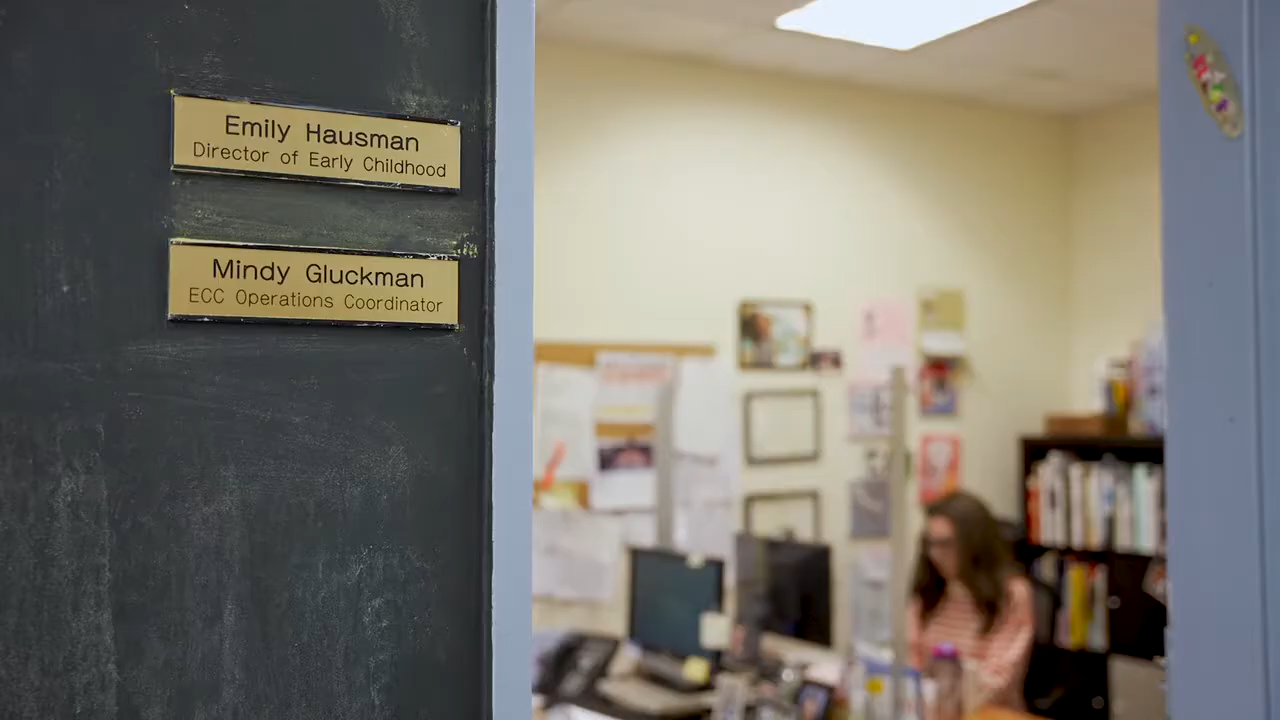 Emily Hausman
Director of Early Childhood
Mindy Gluckman
ECC Operations Coordinator